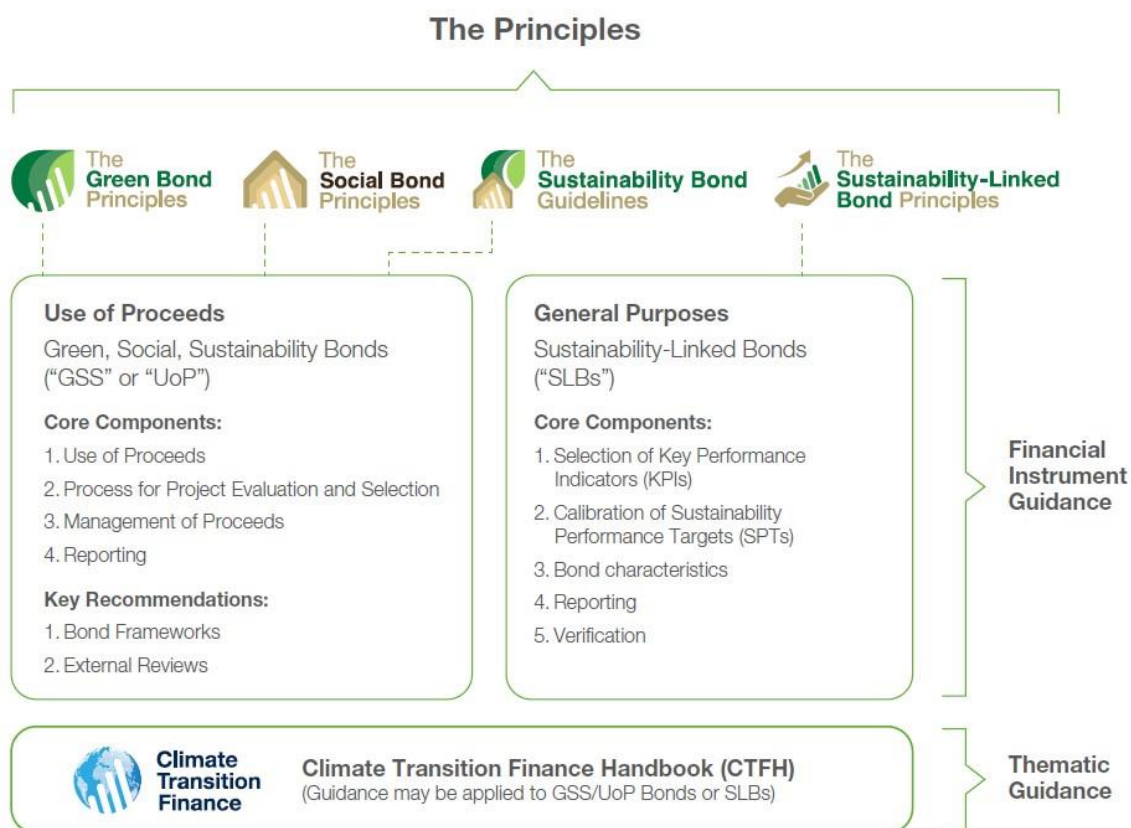 The Principles
The
Green Bond
Principles
The
Social Bond
Principles
The
Sustainability Bond
Guidelines
The
Sustainability-Linked
Bond Principles
Use of Proceeds
Green, Social, Sustainability Bonds
(“GSS” or “UoP”)
Core Components:
1. Use of Proceeds
2. Process for Project Evaluation and Selection
3. Management of Proceeds
4. Reporting
Key Recommendations:
1. Bond Frameworks
2. External Reviews
General Purposes
Sustainability-Linked Bonds
(“SLBs”)
Core Components:
1. Selection of Key Performance
Indicators (KPIs)
2. Calibration of Sustainability
Performance Targets (SPTs)
3. Bond characteristics
4. Reporting
5. Verification
Financial
Instrument
Guidance
Climate
Transition
Finance
Climate Transition Finance Handbook (CTFH)
(Guidance may be applied to GSS/UoP Bonds or SLBs)
Thematic
Guidance